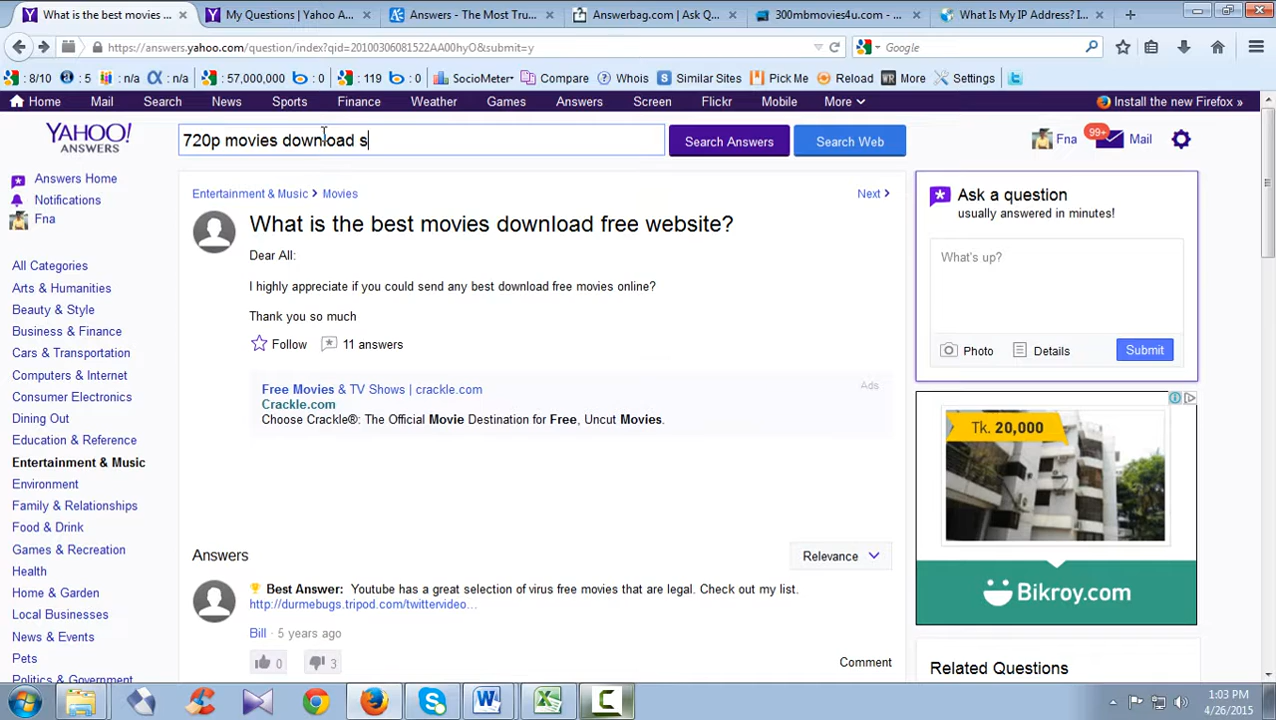 What is the best movies ...
My Questions | Yahoo A...
Answers - The Most Tru...
Answerbag.com | Ask Q...
300mbmovies4u.com - ...
What Is My IP Address? I...
https://answers.yahoo.com/question/index?qid=20100306081522AA00hyO&submit=y
Google
: 8/10
: 5
: n/a
: n/a
: 57,000,000
: 0
: 119
: 0
SocioMeter
Compare
Whois
Similar Sites
Pick Me
Reload
More
Settings
Home
Mail
Search
News
Sports
Finance
Weather
Games
Answers
Screen
Flickr
Mobile
More
Install the new Firefox »
YAHOO!
ANSWERS
720p movies download s
Search Answers
Search Web
Fna
99+
Mail
Answers Home
Notifications
Fna
All Categories
Arts & Humanities
Beauty & Style
Business & Finance
Cars & Transportation
Computers & Internet
Consumer Electronics
Dining Out
Education & Reference
Entertainment & Music
Environment
Family & Relationships
Food & Drink
Games & Recreation
Health
Home & Garden
Local Businesses
News & Events
Pets
Politics & Government
Entertainment & Music > Movies
Next >
What is the best movies download free website?
Dear All:
I highly appreciate if you could send any best download free movies online?
Thank you so much
Follow
11 answers
Free Movies & TV Shows | crackle.com
Ads
Crackle.com
Choose Crackle®: The Official Movie Destination for Free, Uncut Movies.
Answers
Relevance
Best Answer: Youtube has a great selection of virus free movies that are legal. Check out my list.
http://durmebugs.tripod.com/twittervideo...
Bill · 5 years ago
0
3
Comment
Ask a question
usually answered in minutes!
What's up?
Photo
Details
Submit
Tk. 20,000
Bikroy.com
Related Questions
1:03 PM
4/26/2015